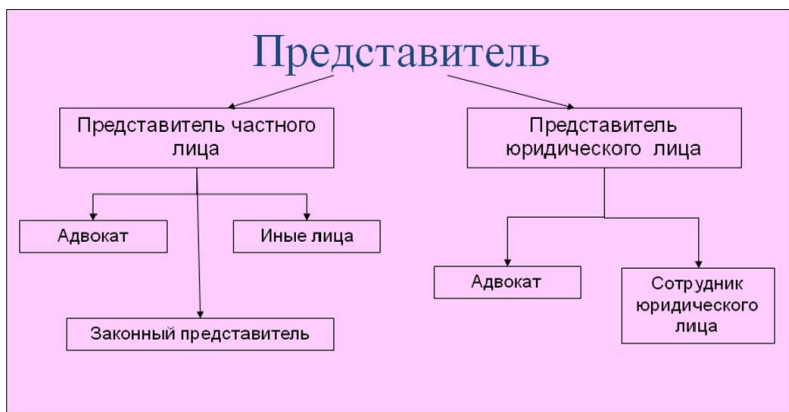 Представитель
Представитель частного
лица
Представитель
юридического лица
Адвокат
Иные лица
Адвокат
Сотрудник
юридического
лица
Законный представитель